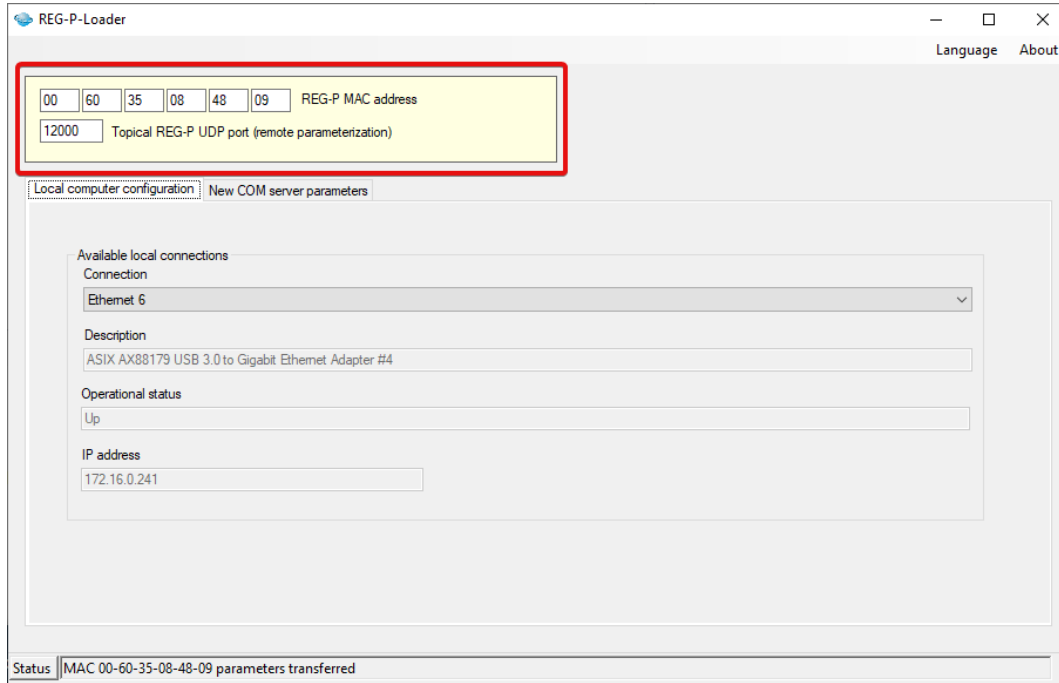 REG-P-Loader
Language About
00 60 35 08 48 09 REG-P MAC address
12000 Topical REG-P UDP port (remote parameterization)
Local computer configuration New COM server parameters
Available local connections
Connection
Ethernet 6
Description
ASIX AX88179 USB 3.0 to Gigabit Ethernet Adapter #4
Operational status
Up
IP address
172.16.0.241
Status MAC 00-60-35-08-48-09 parameters transferred